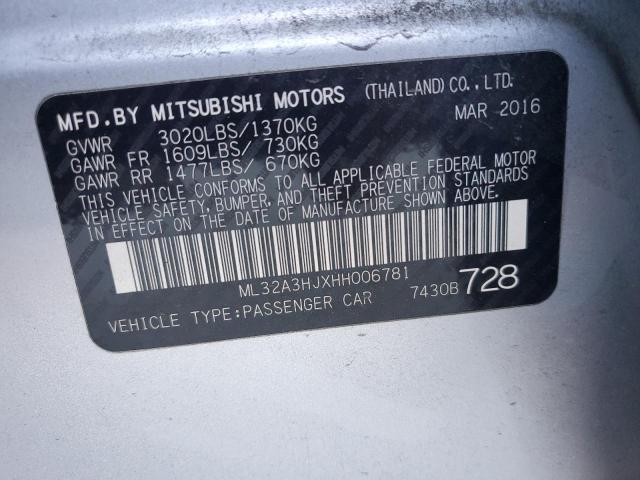 MFD.BY MITSUBISHI MOTORS (THAILAND)CO.,LTD.
MAR 2016
GVWR 3020LBS/1370KG
GAWR FR 1609LBS/ 730KG
GAWR RR 1477LBS/ 670KG
THIS VEHICLE CONFORMS TO ALL APPLICABLE FEDERAL MOTOR
VEHICLE SAFETY,BUMPER,AND THEFT PREVENTION STANDARDS
IN EFFECT ON THE DATE OF MANUFACTURE SHOWN ABOVE.
ML32A3HJXHH006781
VEHICLE TYPE:PASSENGER CAR 7430B 728